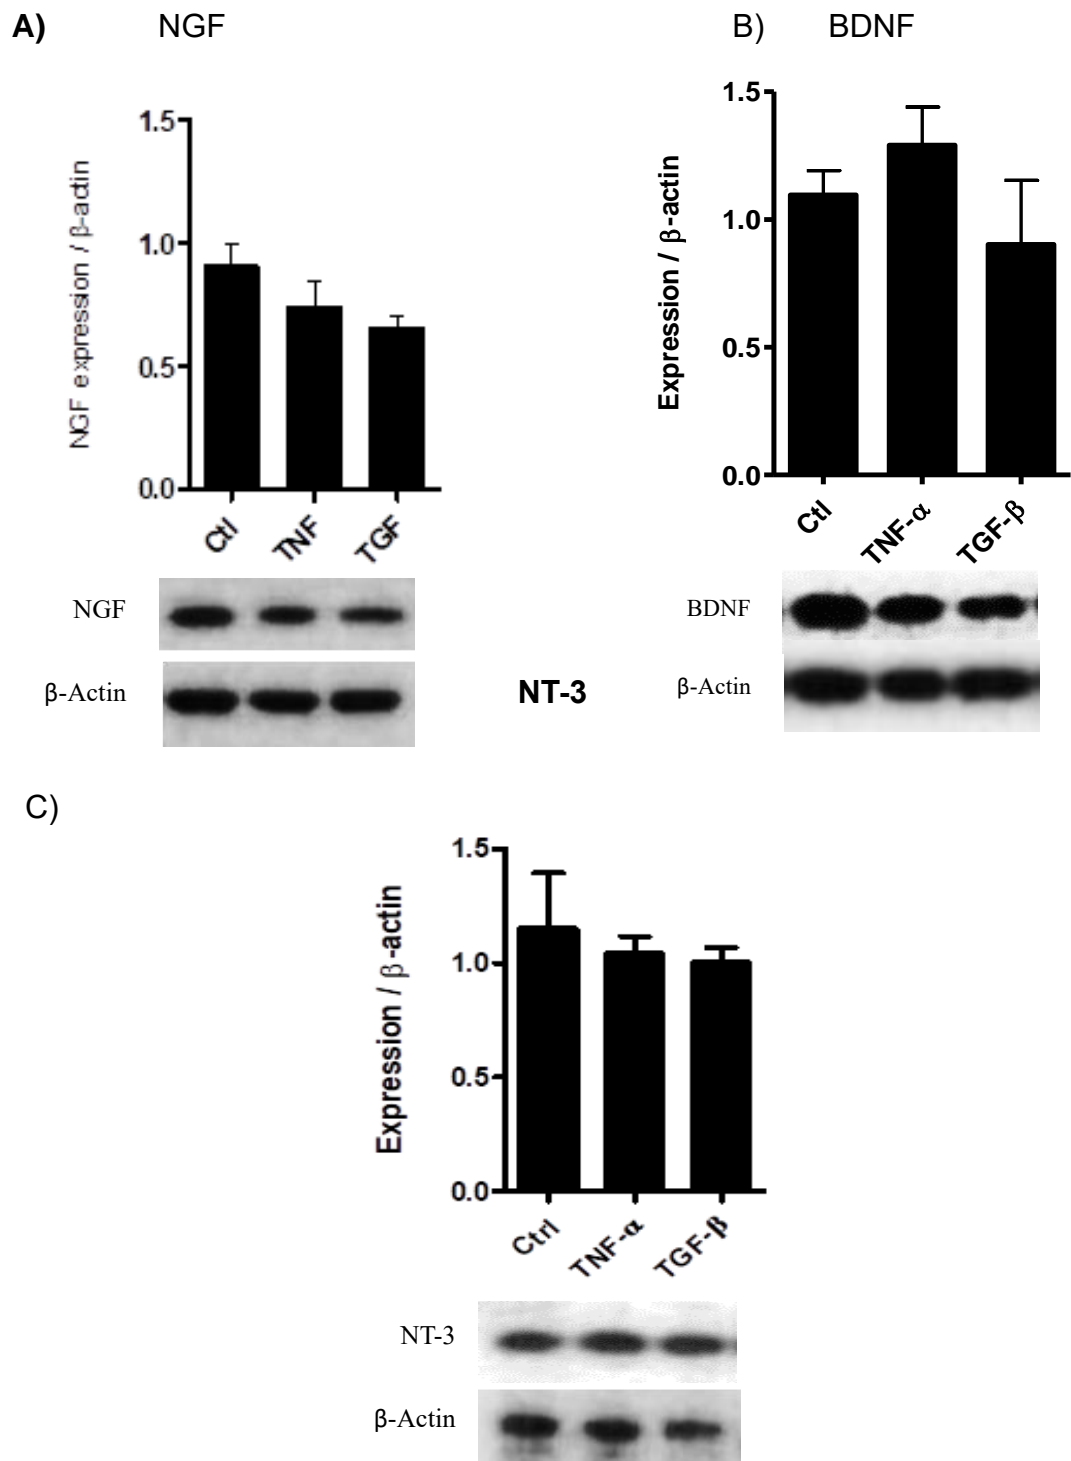 A) NGF
NGF expression / β-actin
1.5
1.0
0.5
0.0
Ctl
TNF
TGF
NGF
β-Actin
B) BDNF
Expression / β-actin
1.5
1.0
0.5
0.0
Ctl
TNF-α
TGF-β
BDNF
β-Actin
NT-3
C)
Expression / β-actin
1.5
1.0
0.5
0.0
Ctrl
TNF-α
TGF-β
NT-3
β-Actin